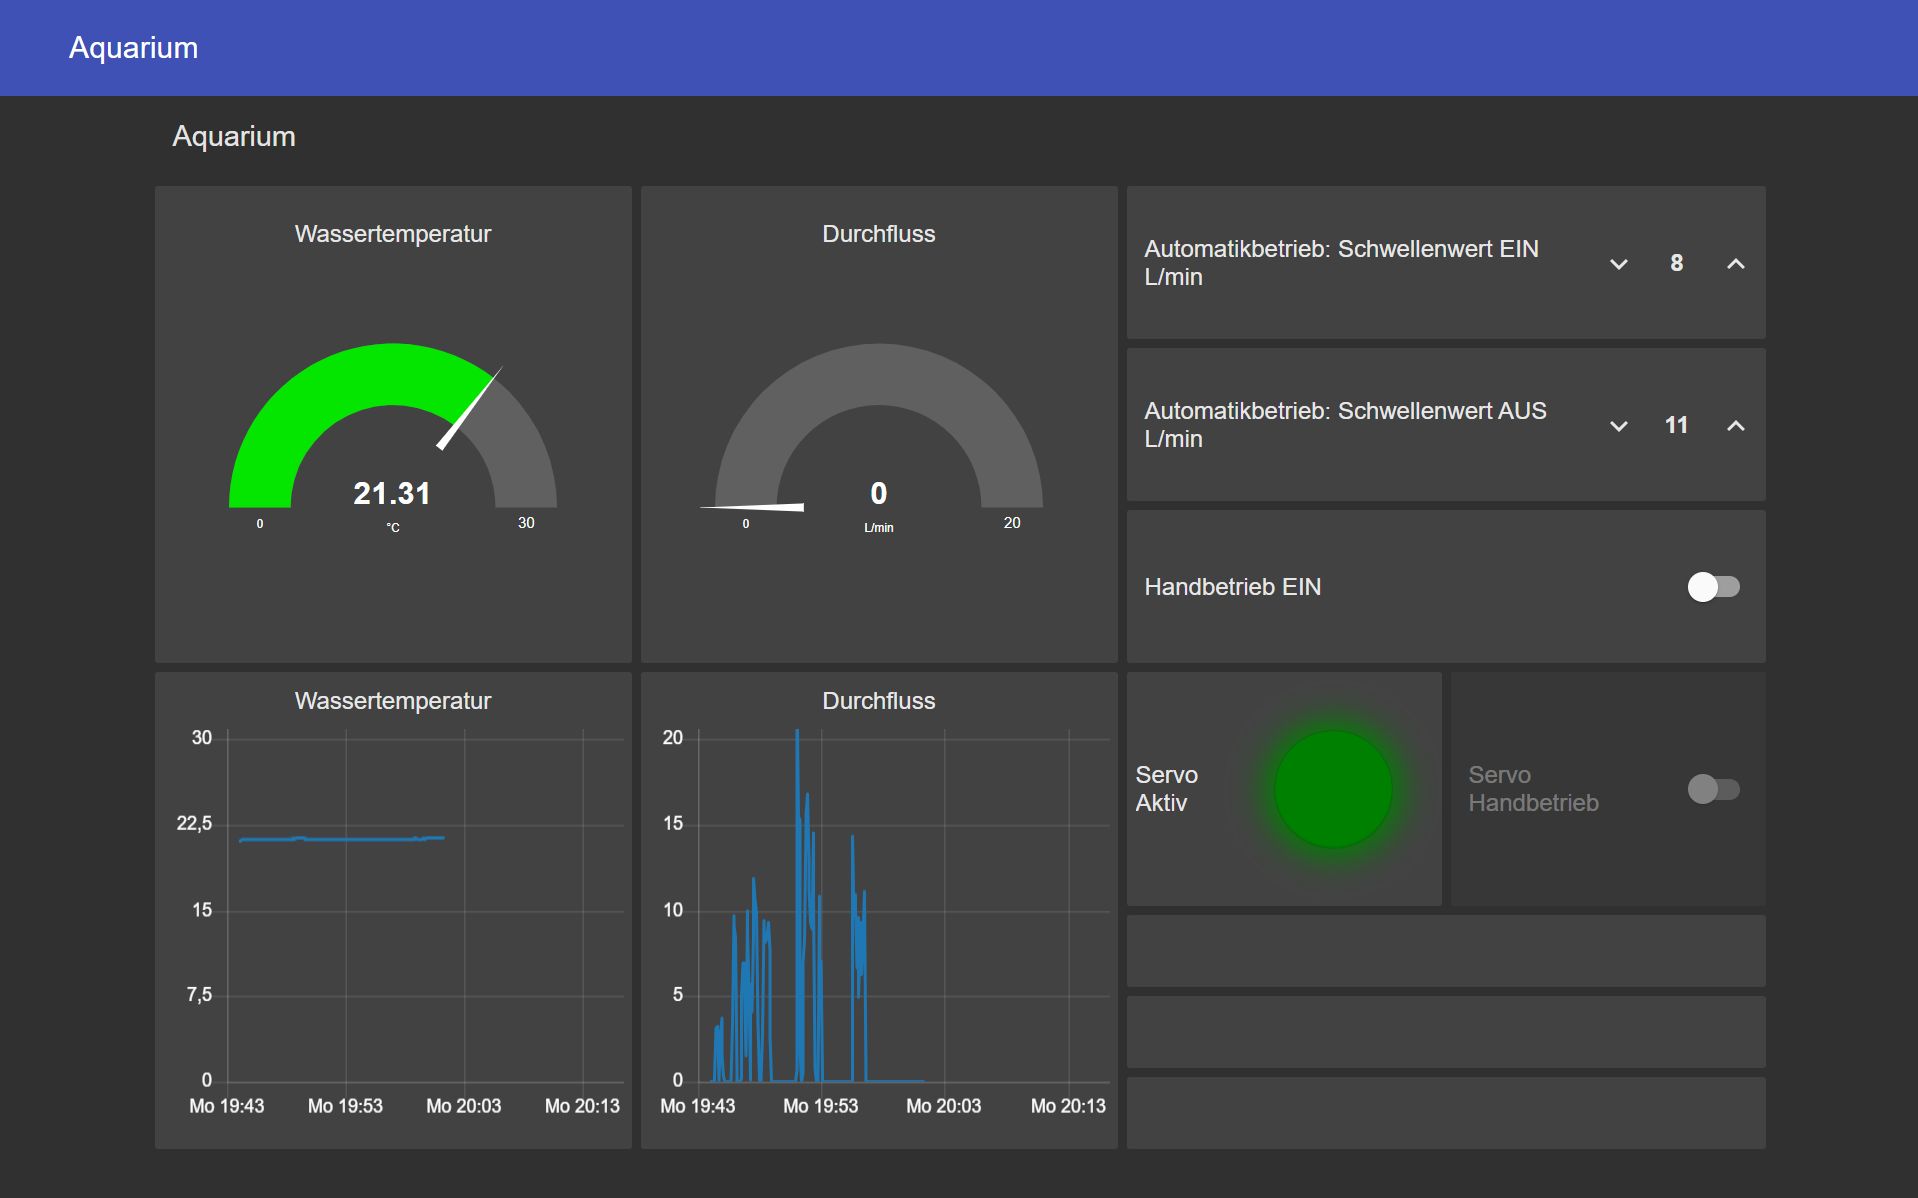 Aquarium
Aquarium
Wassertemperatur
21.31
0
°C
30
Durchfluss
0
0
L/min
20
Automatikbetrieb: Schwellenwert EIN
L/min
8
Automatikbetrieb: Schwellenwert AUS
L/min
11
Handbetrieb EIN
Wassertemperatur
30
22,5
15
7,5
0
Mo 19:43 Mo 19:53 Mo 20:03 Mo 20:13
Durchfluss
20
15
10
5
0
Mo 19:43 Mo 19:53 Mo 20:03 Mo 20:13
Servo
Aktiv
Servo
Handbetrieb